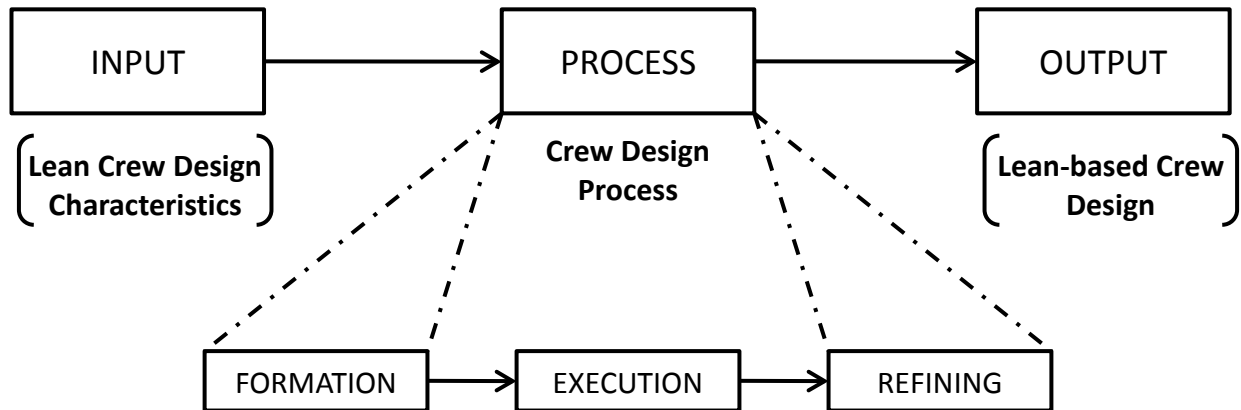 INPUT
PROCESS
OUTPUT
Lean Crew Design
Characteristics
Crew Design
Process
Lean-based Crew
Design
FORMATION
EXECUTION
REFINING